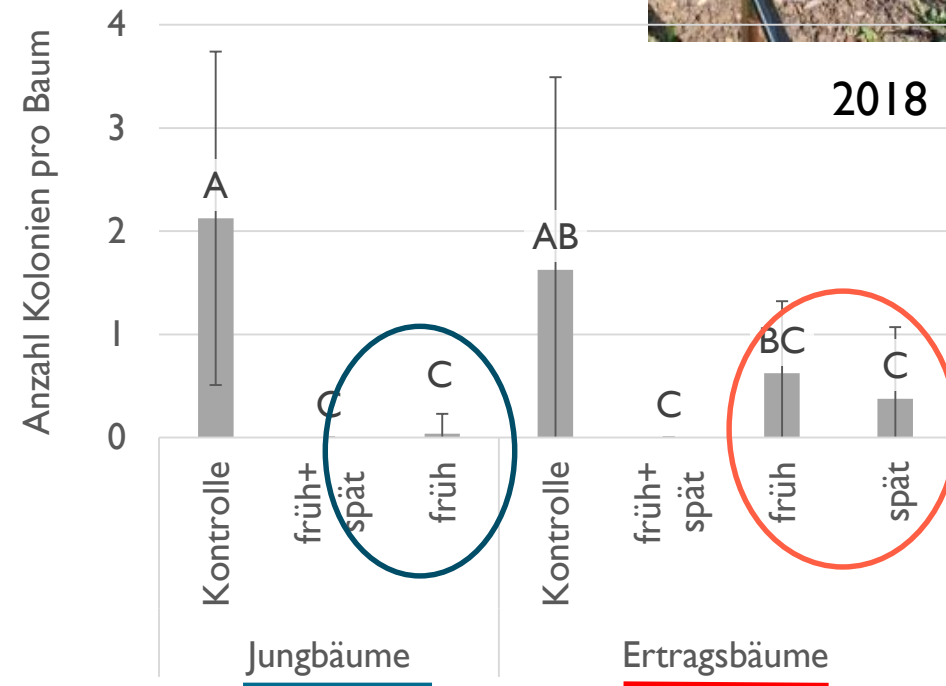 2018
Anzahl Kolonien pro Baum
4
3
2
1
0
A
C
C
AB
C
BC
C
Kontrolle
früh+
spät
früh
Kontrolle
früh+
spät
früh
spät
Jungbäume
Ertragsbäume